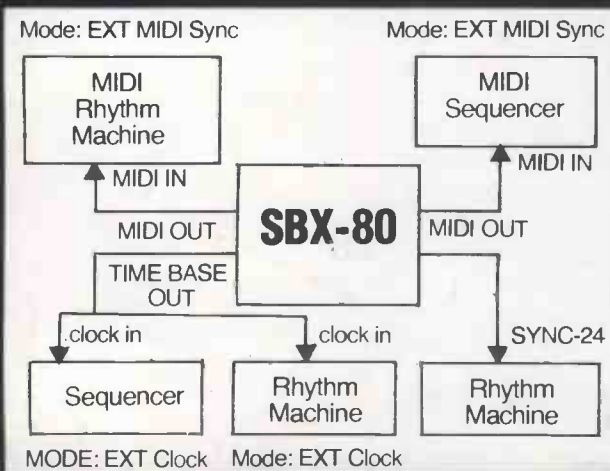 Mode: EXT MIDI Sync
Mode: EXT MIDI Sync
MIDI
Rhythm
Machine
MIDI
Sequencer
MIDI IN
MIDI IN
SBX-80
MIDI OUT
MIDI OUT
TIME BASE
OUT
clock in
clock in
SYNC-24
Sequencer
Rhythm
Machine
Rhythm
Machine
MODE: EXT Clock
Mode: EXT Clock